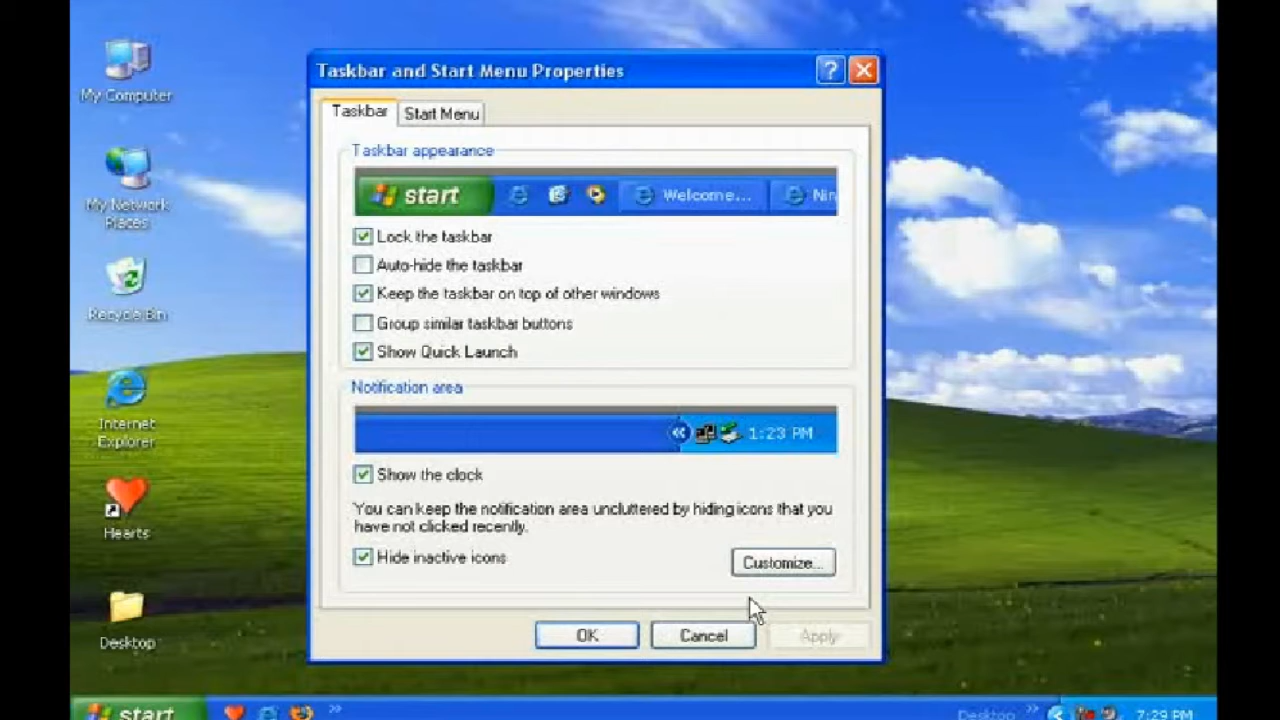 My Computer
My Network
Places
Recycle Bin
Internet
Explorer
Hearts
Desktop
Taskbar and Start Menu Properties
Taskbar
Start Menu
Taskbar appearance
start
Welcome...
Nin
Lock the taskbar
Auto-hide the taskbar
Keep the taskbar on top of other windows
Group similar taskbar buttons
Show Quick Launch
Notification area
1:23 PM
Show the clock
You can keep the notification area uncluttered by hiding icons that you
have not clicked recently.
Hide inactive icons
Customize...
OK
Cancel
Apply
start
Desktop
7:29 PM